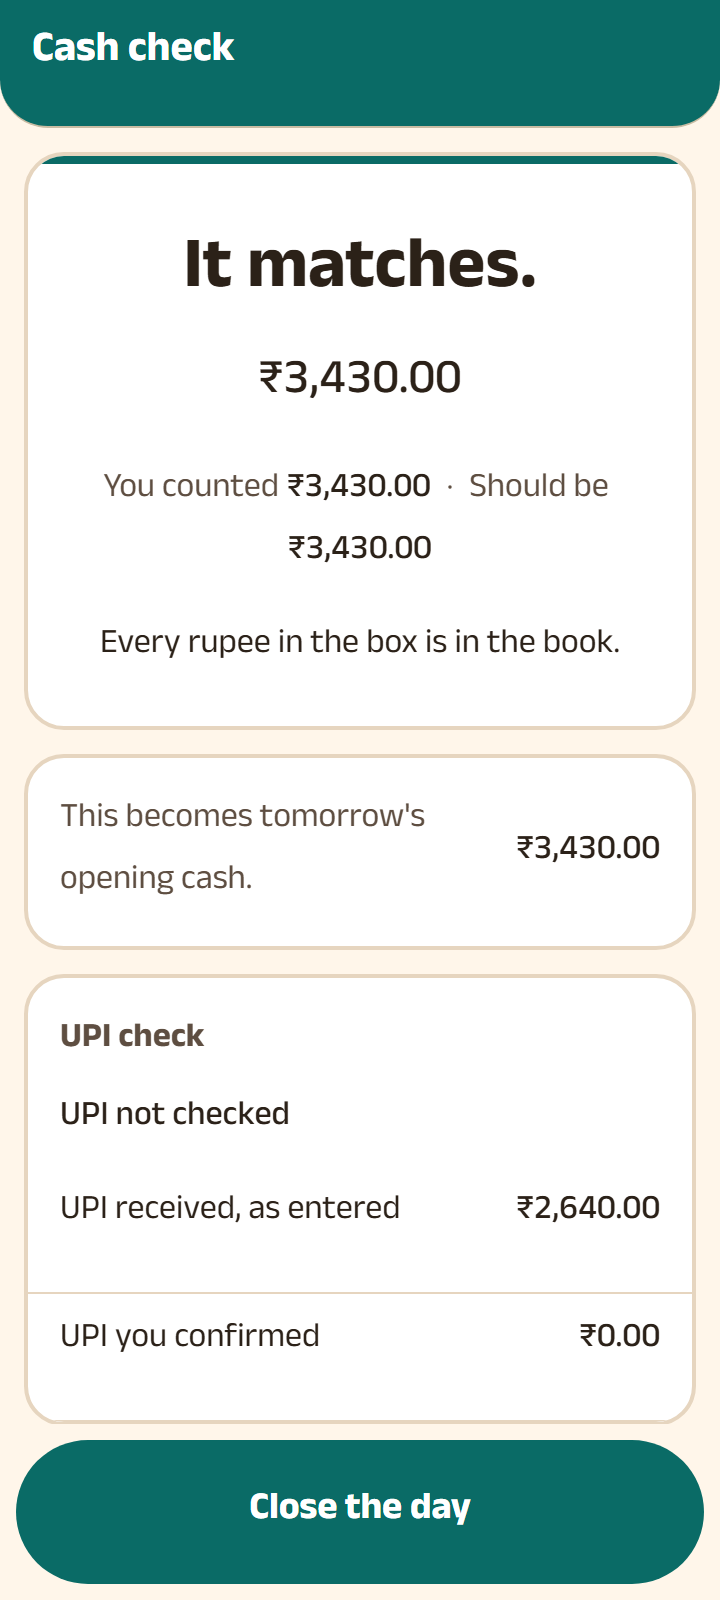 Cash check
It matches.
₹3,430.00
You counted ₹3,430.00 · Should be
₹3,430.00
Every rupee in the box is in the book.
This becomes tomorrow's
opening cash.
₹3,430.00
UPI check
UPI not checked
UPI received, as entered ₹2,640.00
UPI you confirmed ₹0.00
Close the day